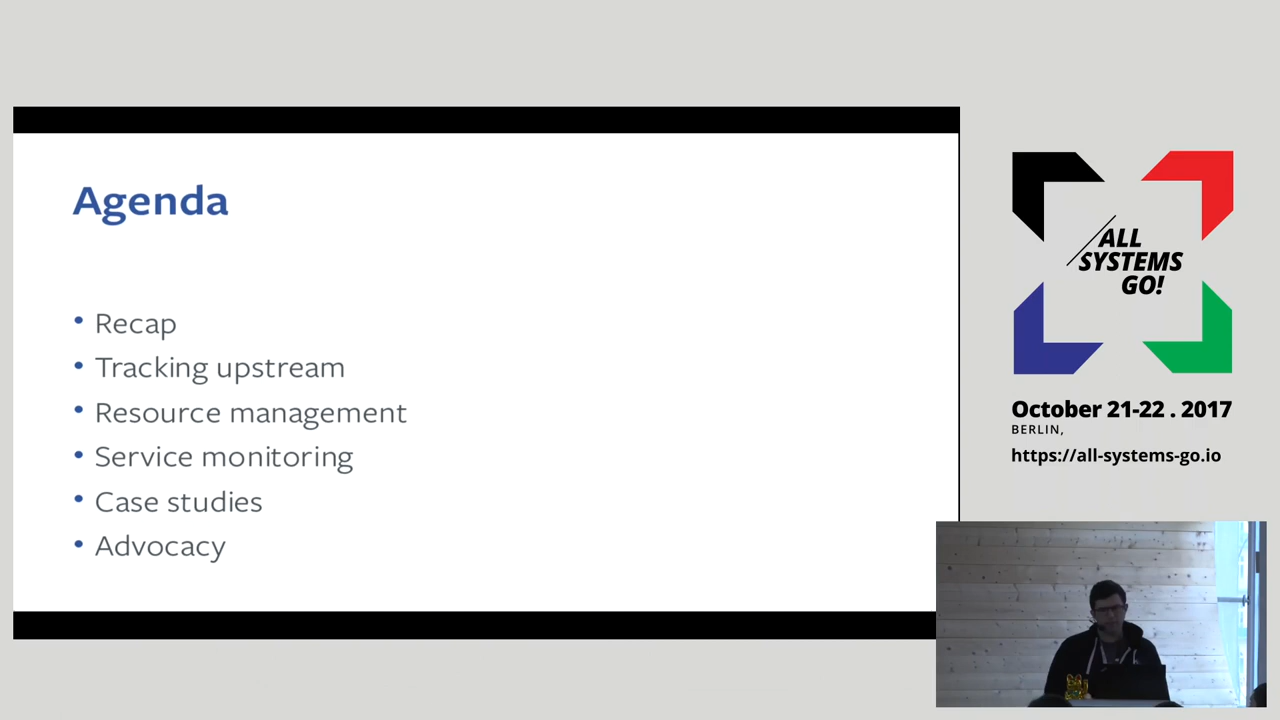 Agenda
• Recap
• Tracking upstream
• Resource management
• Service monitoring
• Case studies
• Advocacy
ALL
SYSTEMS
GO!
October 21-22 . 2017
BERLIN,
https://all-systems-go.io